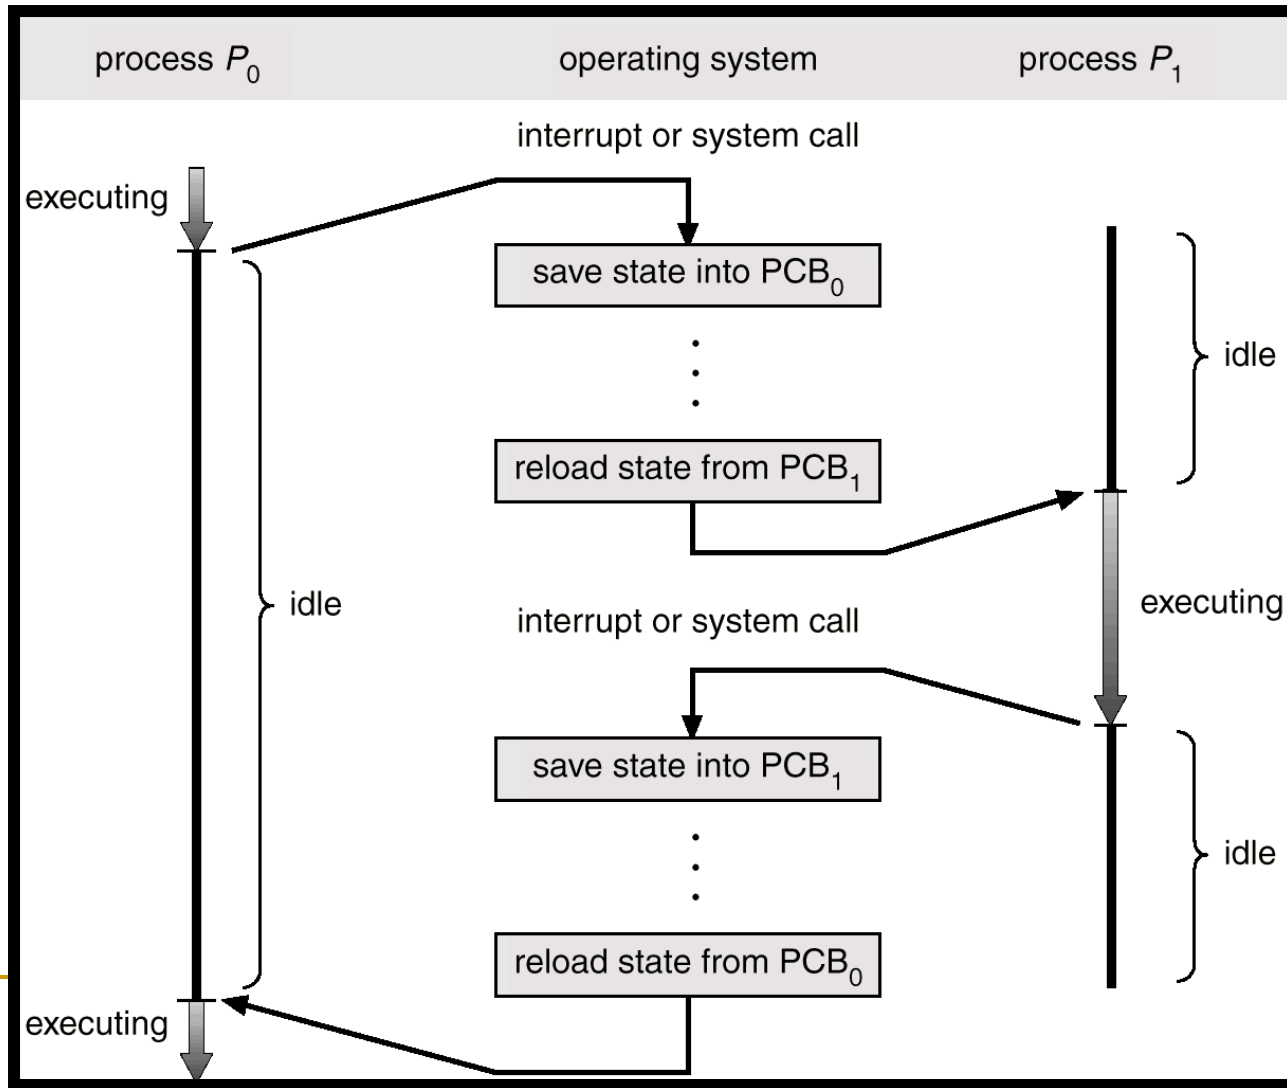 process P₀ operating system process P₁
interrupt or system call
executing
save state into PCB₀
idle
reload state from PCB₁
idle
executing
interrupt or system call
save state into PCB₁
idle
reload state from PCB₀
executing